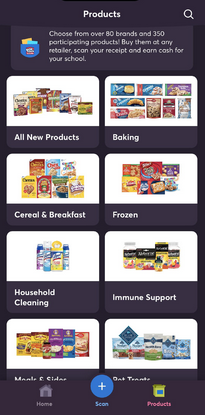 Products
Choose from over 80 brands and 350
participating products! Buy them at any
retailer, scan your receipt and earn cash for
your school.
All New Products
Baking
Cereal & Breakfast
Frozen
Household
Cleaning
Immune Support
Meals & Sides
Pet Treats
Home
Scan
Products